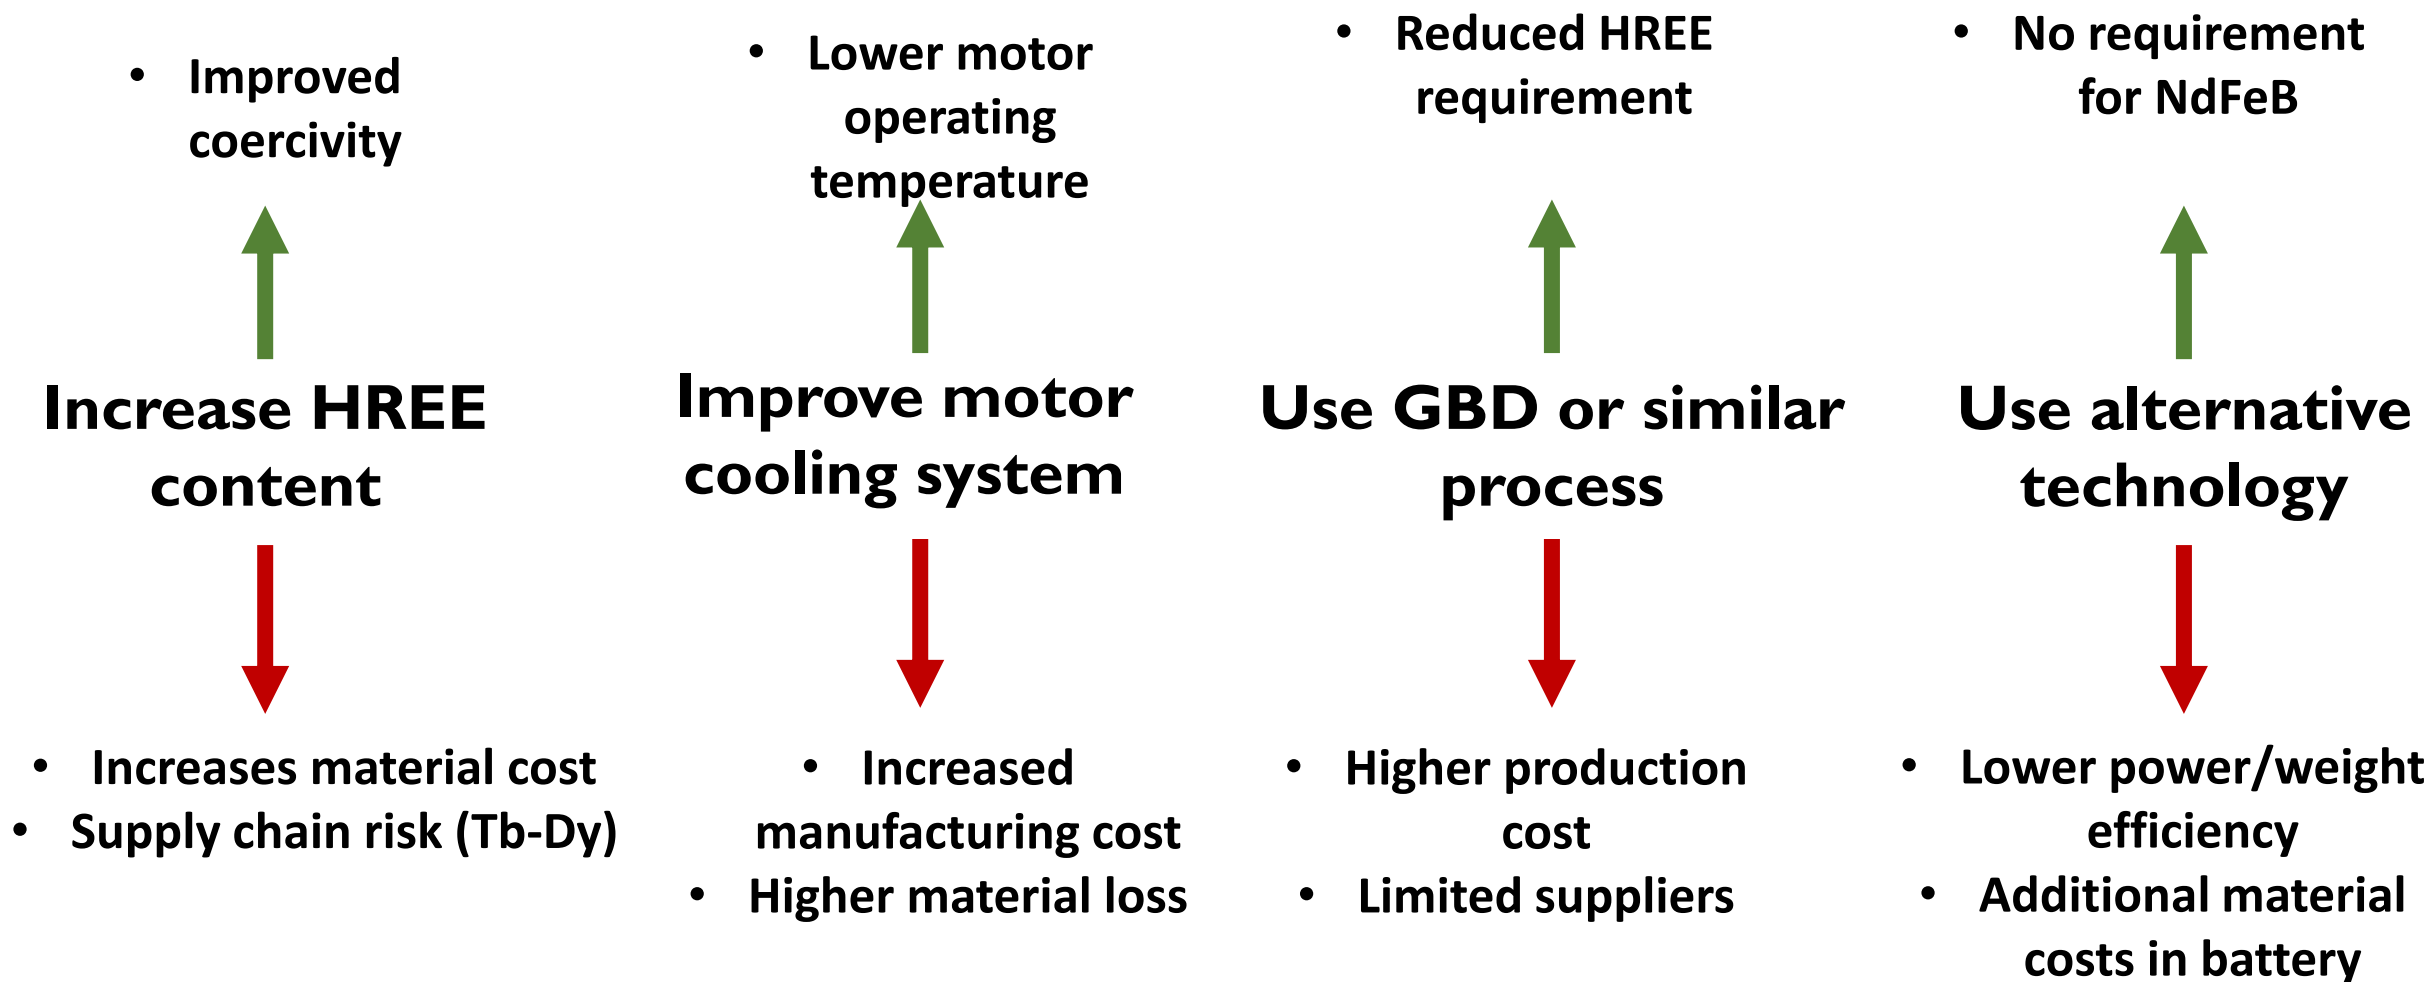 • Improved
coercivity
Increase HREE
content
• Increases material cost
• Supply chain risk (Tb-Dy)
• Lower motor
operating
temperature
Improve motor
cooling system
• Increased
manufacturing cost
• Higher material loss
• Reduced HREE
requirement
Use GBD or similar
process
• Higher production
cost
• Limited suppliers
• No requirement
for NdFeB
Use alternative
technology
• Lower power/weight
efficiency
• Additional material
costs in battery